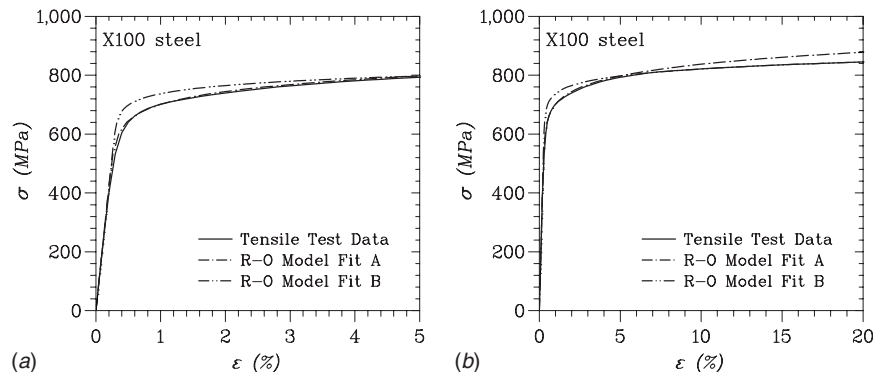 1,000
X100 steel
800
600
400
200
0
σ (MPa)
Tensile Test Data
R-O Model Fit A
R-O Model Fit B
0 1 2 3 4 5
(a)
ε (%)
1,000
X100 steel
800
600
400
200
0
σ (MPa)
Tensile Test Data
R-O Model Fit A
R-O Model Fit B
0 5 10 15 20
(b)
ε (%)